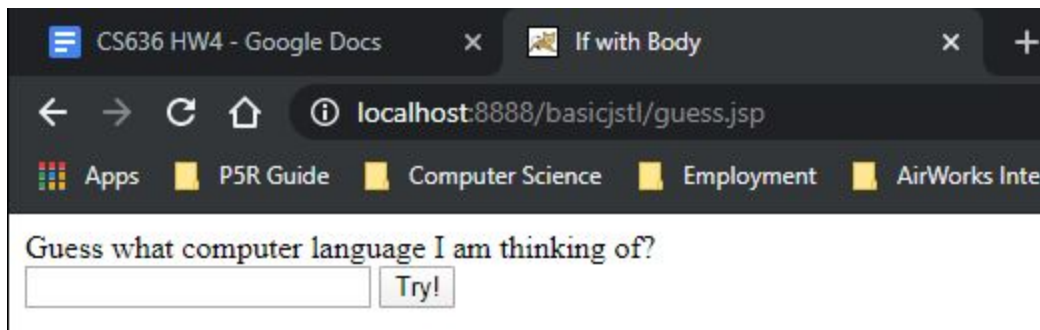 CS636 HW4 - Google Docs × If with Body × +
localhost:8888/basicjstl/guess.jsp
Apps P5R Guide Computer Science Employment AirWorks Inte
Guess what computer language I am thinking of?
Try!